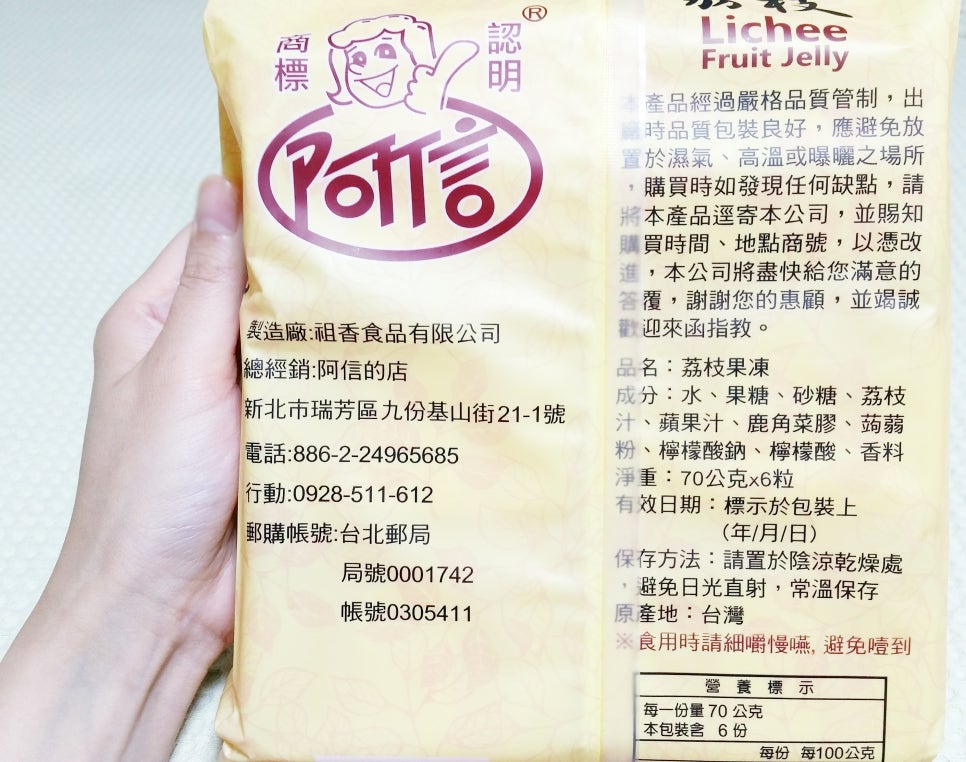 商標
認明
®
阿信
製造廠:祖香食品有限公司
總經銷:阿信的店
新北市瑞芳區九份基山街21-1號
電話:886-2-24965685
行動:0928-511-612
郵購帳號:台北郵局
局號0001742
帳號0305411
Lichee
Fruit Jelly
本產品經過嚴格品質管制,出
廠時品質包裝良好,應避免放
置於濕氣、高溫或曝曬之場所
,購買時如發現任何缺點,請
將本產品逕寄本公司,並賜知
購買時間、地點商號,以憑改
進,本公司將盡快給您滿意的
答覆,謝謝您的惠顧,並竭誠
歡迎來函指教。
品名:荔枝果凍
成分:水、果糖、砂糖、荔枝
汁、蘋果汁、鹿角菜膠、蒟蒻
粉、檸檬酸鈉、檸檬酸、香料
淨重:70公克x6粒
有效日期:標示於包裝上
(年/月/日)
保存方法:請置於陰涼乾燥處
,避免日光直射,常溫保存
原產地:台灣
※食用時請細嚼慢嚥, 避免噎到
營養標示
每一份量 70 公克
本包裝含 6 份
每份 每100公克